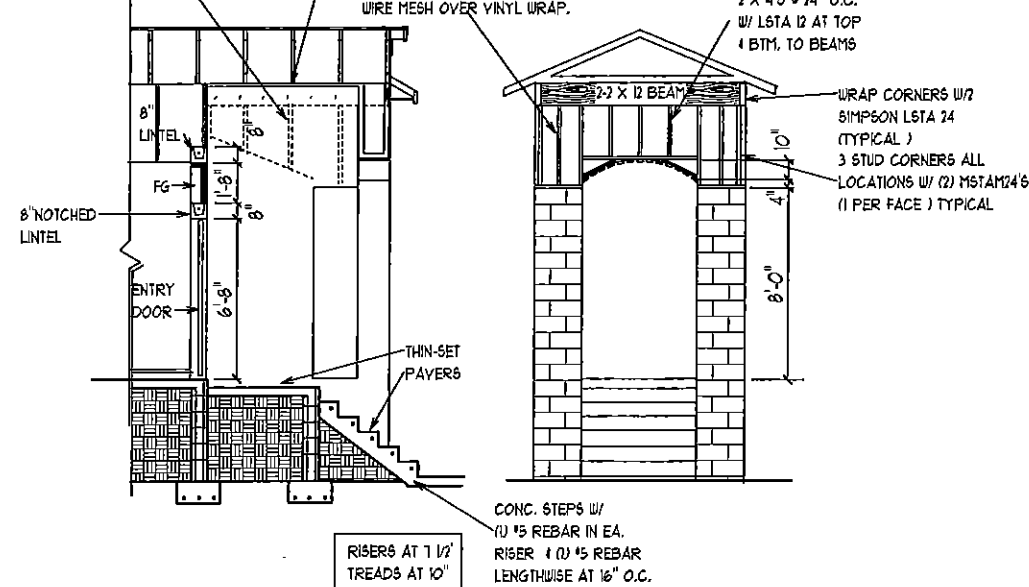 WIRE MESH OVER VINYL WRAP.
2 X 4'S @ 24" O.C.
W/ LSTA 12 AT TOP
& BTM. TO BEAMS
2-2 X 12 BEAM
WRAP CORNERS W/2
SIMPSON LSTA 24
(TYPICAL )
3 STUD CORNERS ALL
LOCATIONS W/ (2) MSTAM24'S
(1 PER FACE ) TYPICAL
8"
LINTEL
8"
FG
1'-8"
8"
8"NOTCHED
LINTEL
ENTRY
DOOR
6'-8"
10"
4"
8'-0"
THIN-SET
PAVERS
CONC. STEPS W/
(1) #5 REBAR IN EA.
RISER & (1) #5 REBAR
LENGTHWISE AT 16" O.C.
RISERS AT 7 1/2"
TREADS AT 10"